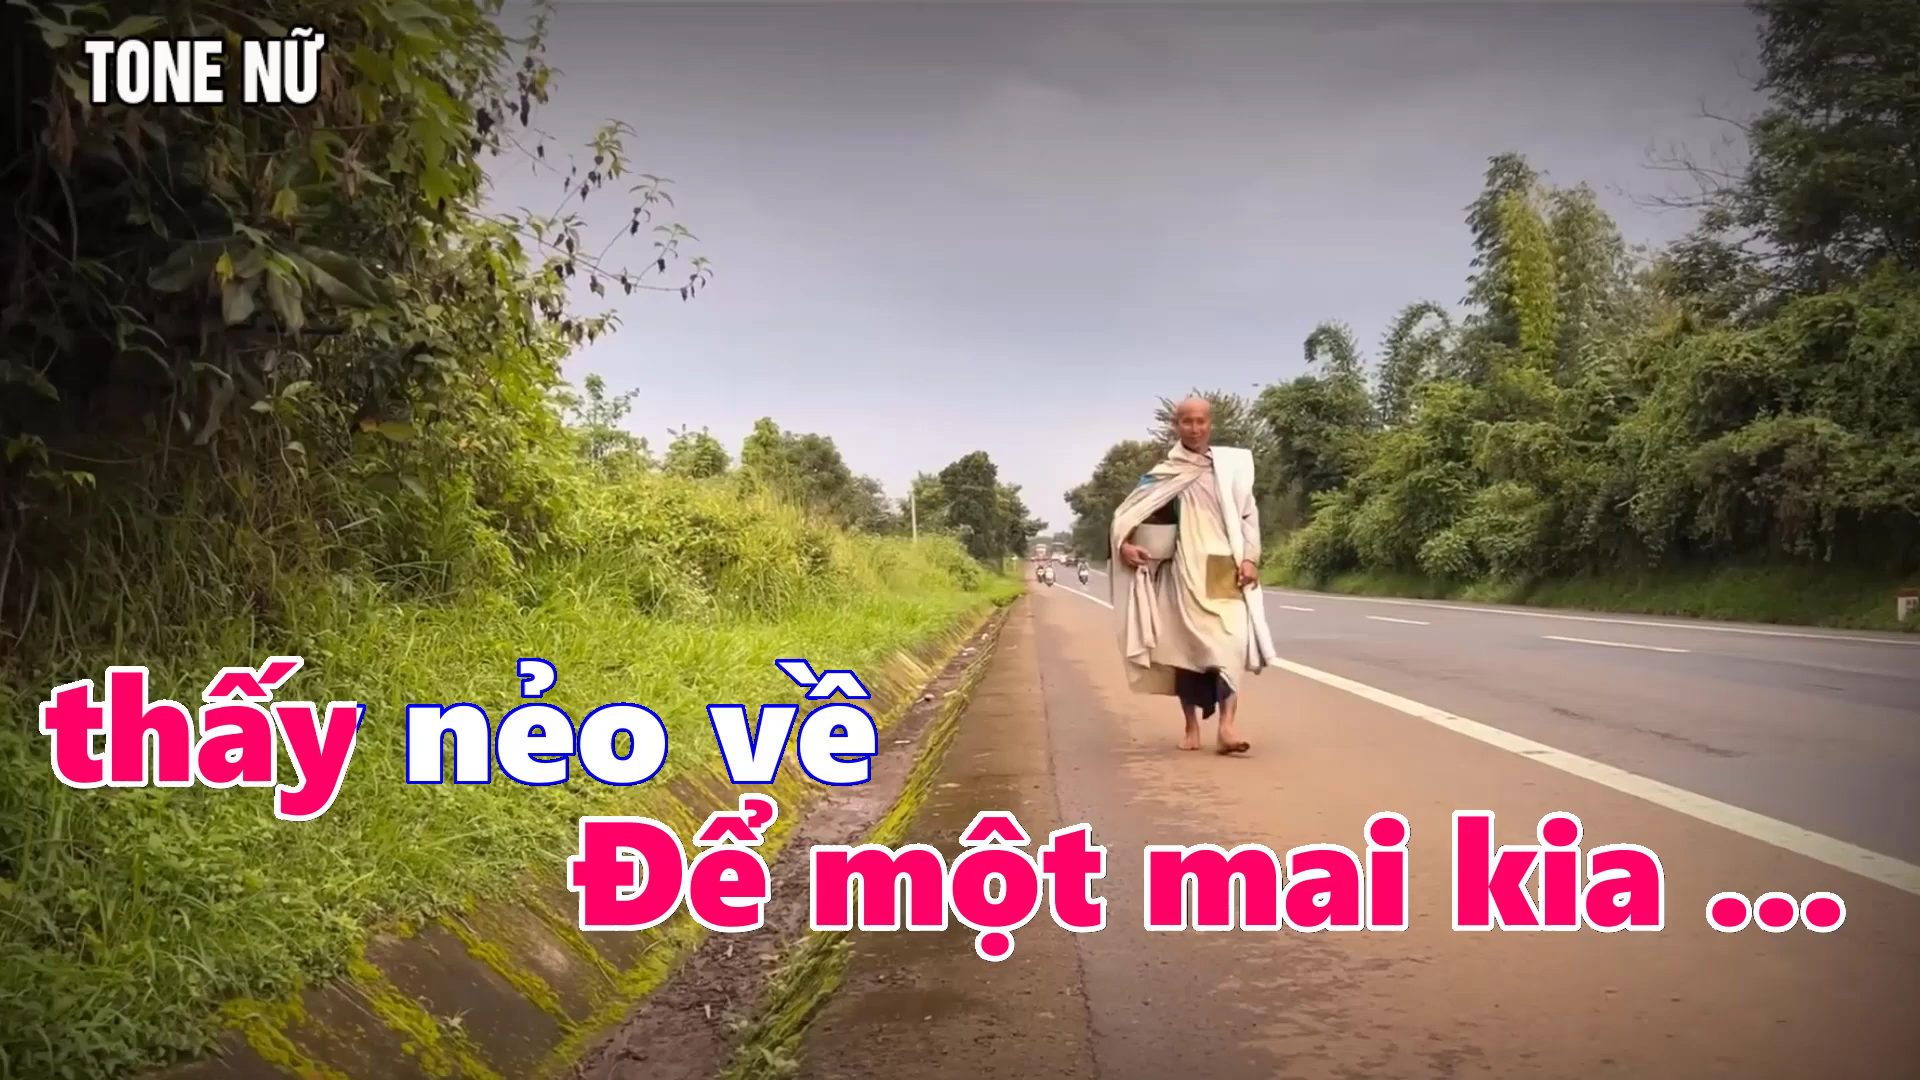 TONE NỮ
thấy nẻo về
Để một mai kia ...